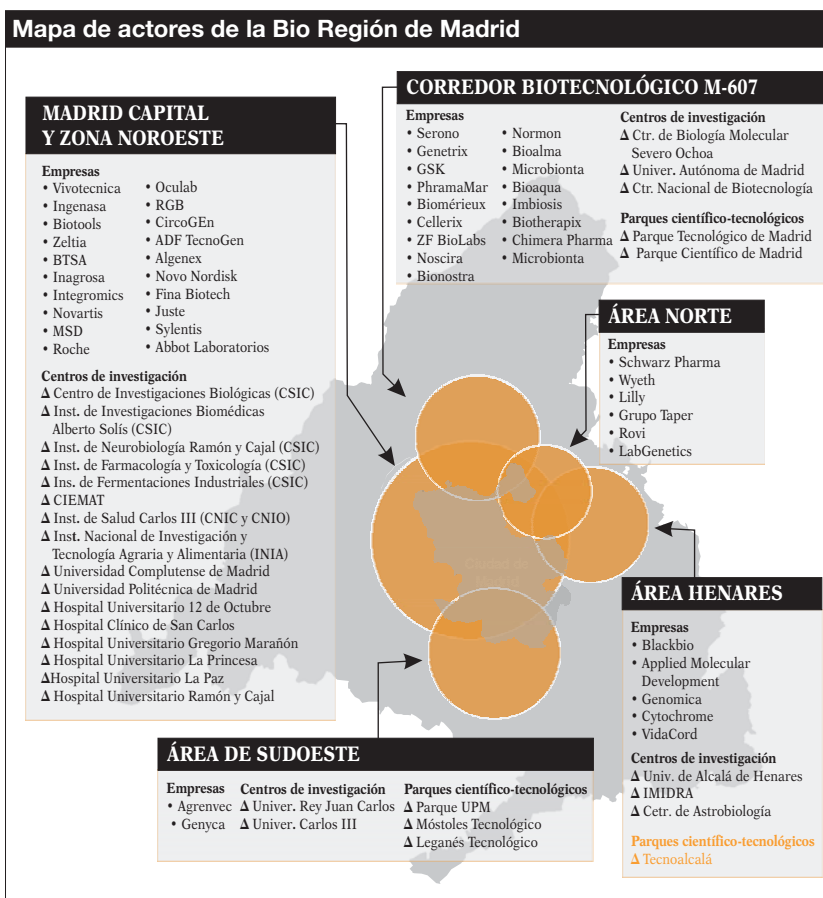 Mapa de actores de la Bio Región de Madrid
MADRID CAPITAL
Y ZONA NOROESTE
Empresas
• Vivotecnica
• Ingenasa
• Biotools
• Zeltia
• BTSA
• Inagrosa
• Integromics
• Novartis
• MSD
• Roche
• Oculab
• RGB
• CircoGEn
• ADF TecnoGen
• Algenex
• Novo Nordisk
• Fina Biotech
• Juste
• Sylentis
• Abbot Laboratorios
Centros de investigación
Δ Centro de Investigaciones Biológicas (CSIC)
Δ Inst. de Investigaciones Biomédicas
Alberto Solís (CSIC)
Δ Inst. de Neurobiología Ramón y Cajal (CSIC)
Δ Inst. de Farmacología y Toxicología (CSIC)
Δ Ins. de Fermentaciones Industriales (CSIC)
Δ CIEMAT
Δ Inst. de Salud Carlos III (CNIC y CNIO)
Δ Inst. Nacional de Investigación y
Tecnología Agraria y Alimentaria (INIA)
Δ Universidad Complutense de Madrid
Δ Universidad Politécnica de Madrid
Δ Hospital Universitario 12 de Octubre
Δ Hospital Clínico de San Carlos
Δ Hospital Universitario Gregorio Marañón
Δ Hospital Universitario La Princesa
ΔHospital Universitario La Paz
Δ Hospital Universitario Ramón y Cajal
CORREDOR BIOTECNOLÓGICO M-607
Empresas
• Serono
• Genetrix
• GSK
• PhramaMar
• Biomérieux
• Cellerix
• ZF BioLabs
• Noscira
• Bionostra
• Normon
• Bioalma
• Microbionta
• Bioaqua
• Imbiosis
• Biotherapix
• Chimera Pharma
• Microbionta
Centros de investigación
Δ Ctr. de Biología Molecular
Severo Ochoa
Δ Univer. Autónoma de Madrid
Δ Ctr. Nacional de Biotecnología
Parques científico-tecnológicos
Δ Parque Tecnológico de Madrid
Δ Parque Científico de Madrid
ÁREA NORTE
Empresas
• Schwarz Pharma
• Wyeth
• Lilly
• Grupo Taper
• Rovi
• LabGenetics
Ciudad de
Madrid
ÁREA HENARES
Empresas
• Blackbio
• Applied Molecular
Development
• Genomica
• Cytochrome
• VidaCord
Centros de investigación
Δ Univ. de Alcalá de Henares
Δ IMIDRA
Δ Cetr. de Astrobiología
Parques científico-tecnológicos
Δ Tecnoalcalá
ÁREA DE SUDOESTE
Empresas
• Agrenvec
• Genyca
Centros de investigación
Δ Univer. Rey Juan Carlos
Δ Univer. Carlos III
Parques científico-tecnológicos
Δ Parque UPM
Δ Móstoles Tecnológico
Δ Leganés Tecnológico